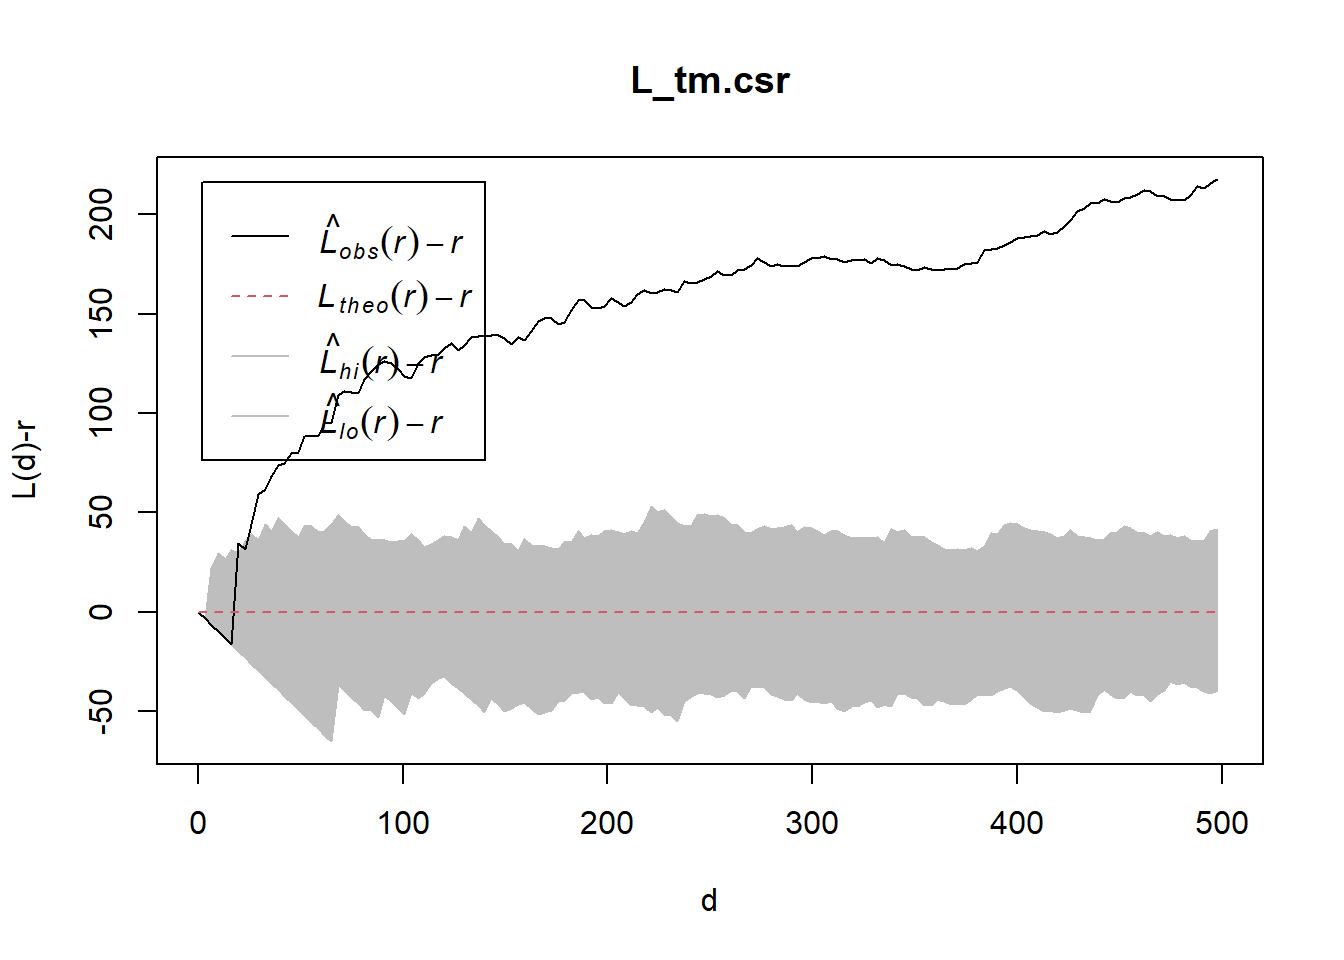 L_tm.csr
L̂obs(r) − r
Ltheo(r) − r
L̂hi(r) − r
L̂lo(r) − r
L(d)-r
200
150
100
50
0
-50
0 100 200 300 400 500
d